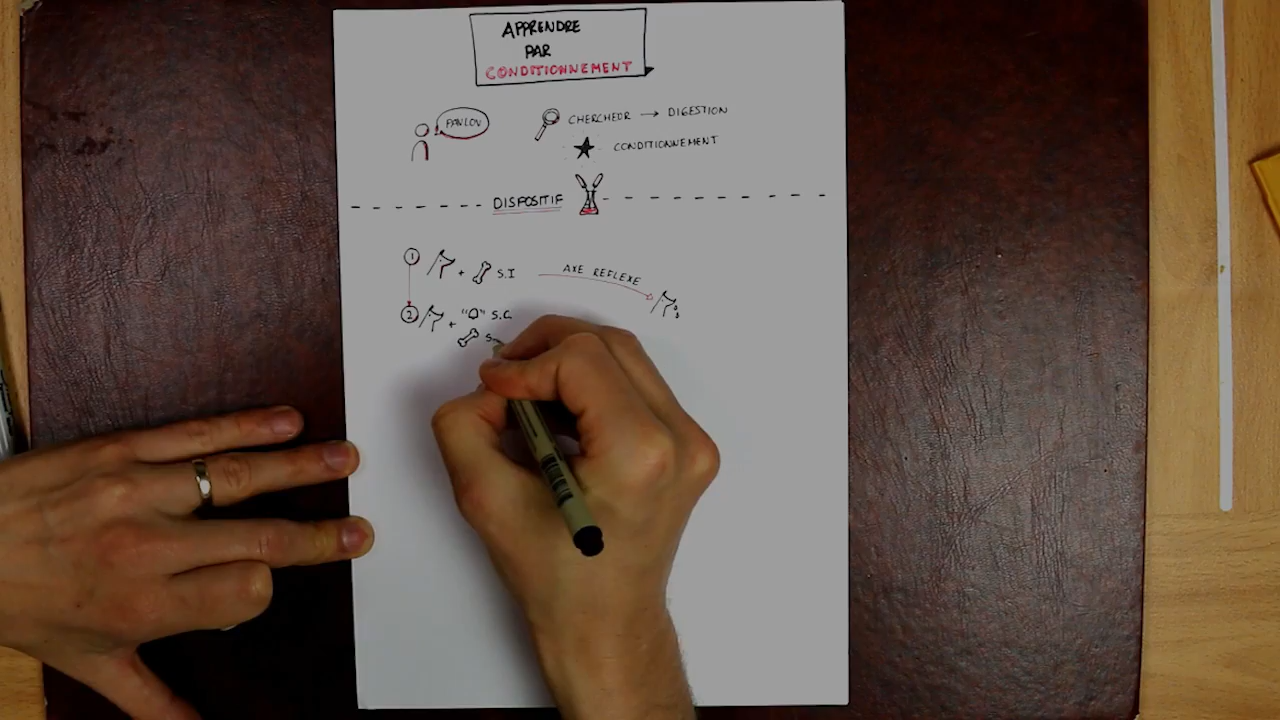 APPRENDRE
PAR
CONDITIONNEMENT
PAVLOV
CHERCHEUR → DIGESTION
CONDITIONNEMENT
DISPOSITIF
1 + S.I
AXE REFLEXE
2 + " " S.C
S